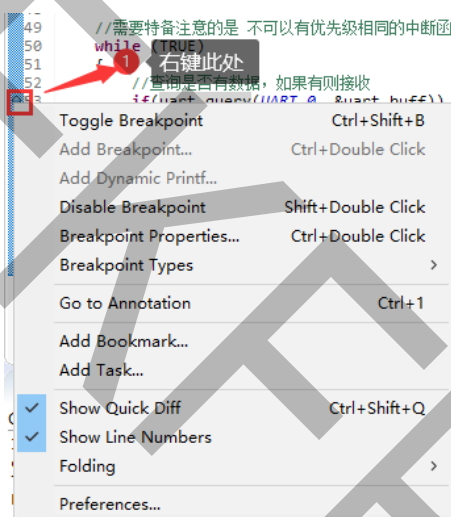 49 //需要特备注意的是 不可以有优先级相同的中断函
50 while (TRUE)
51 {
1 右键此处
52 //查询是否有数据，如果有则接收
53 if(uart_query(UART_0, &uart_buff))
Toggle Breakpoint Ctrl+Shift+B
Add Breakpoint... Ctrl+Double Click
Add Dynamic Printf...
Disable Breakpoint Shift+Double Click
Breakpoint Properties... Ctrl+Double Click
Breakpoint Types >
Go to Annotation Ctrl+1
Add Bookmark...
Add Task...
Show Quick Diff Ctrl+Shift+Q
Show Line Numbers
Folding >
Preferences...